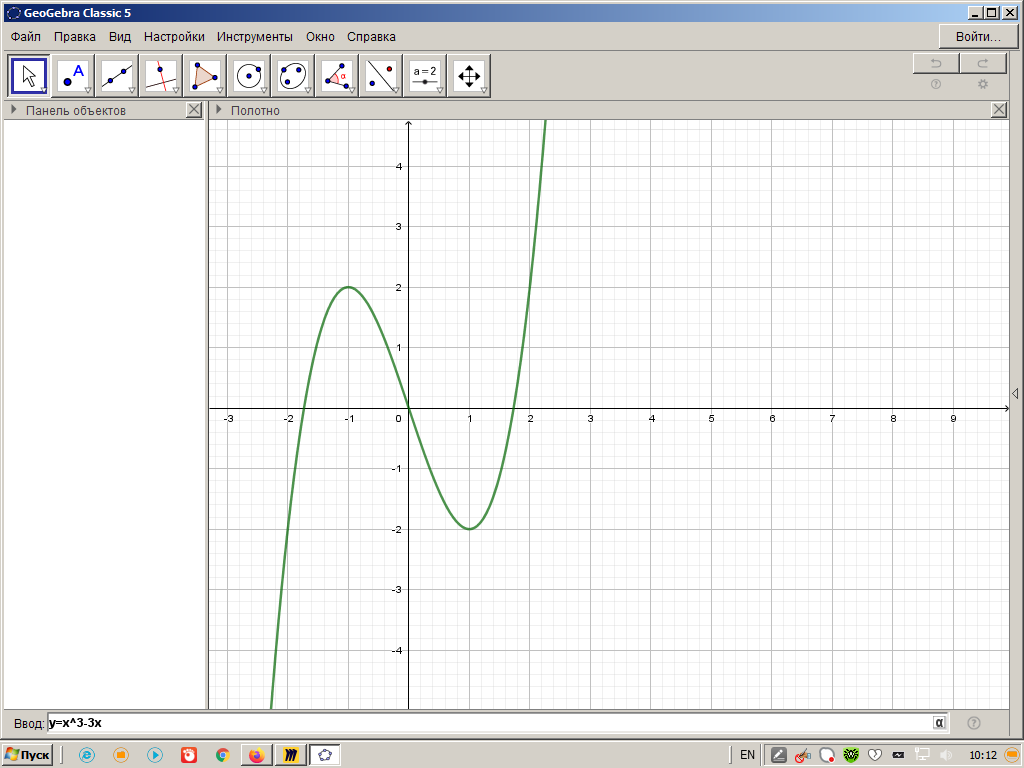 GeoGebra Classic 5
Файл Правка Вид Настройки Инструменты Окно Справка
Войти...
A
α
a = 2
Панель объектов
Полотно
4
3
2
1
-3 -2 -1 0 1 2 3 4 5 6 7 8 9
-1
-2
-3
-4
Ввод: y=x^3-3x
α
Пуск
EN
10:12